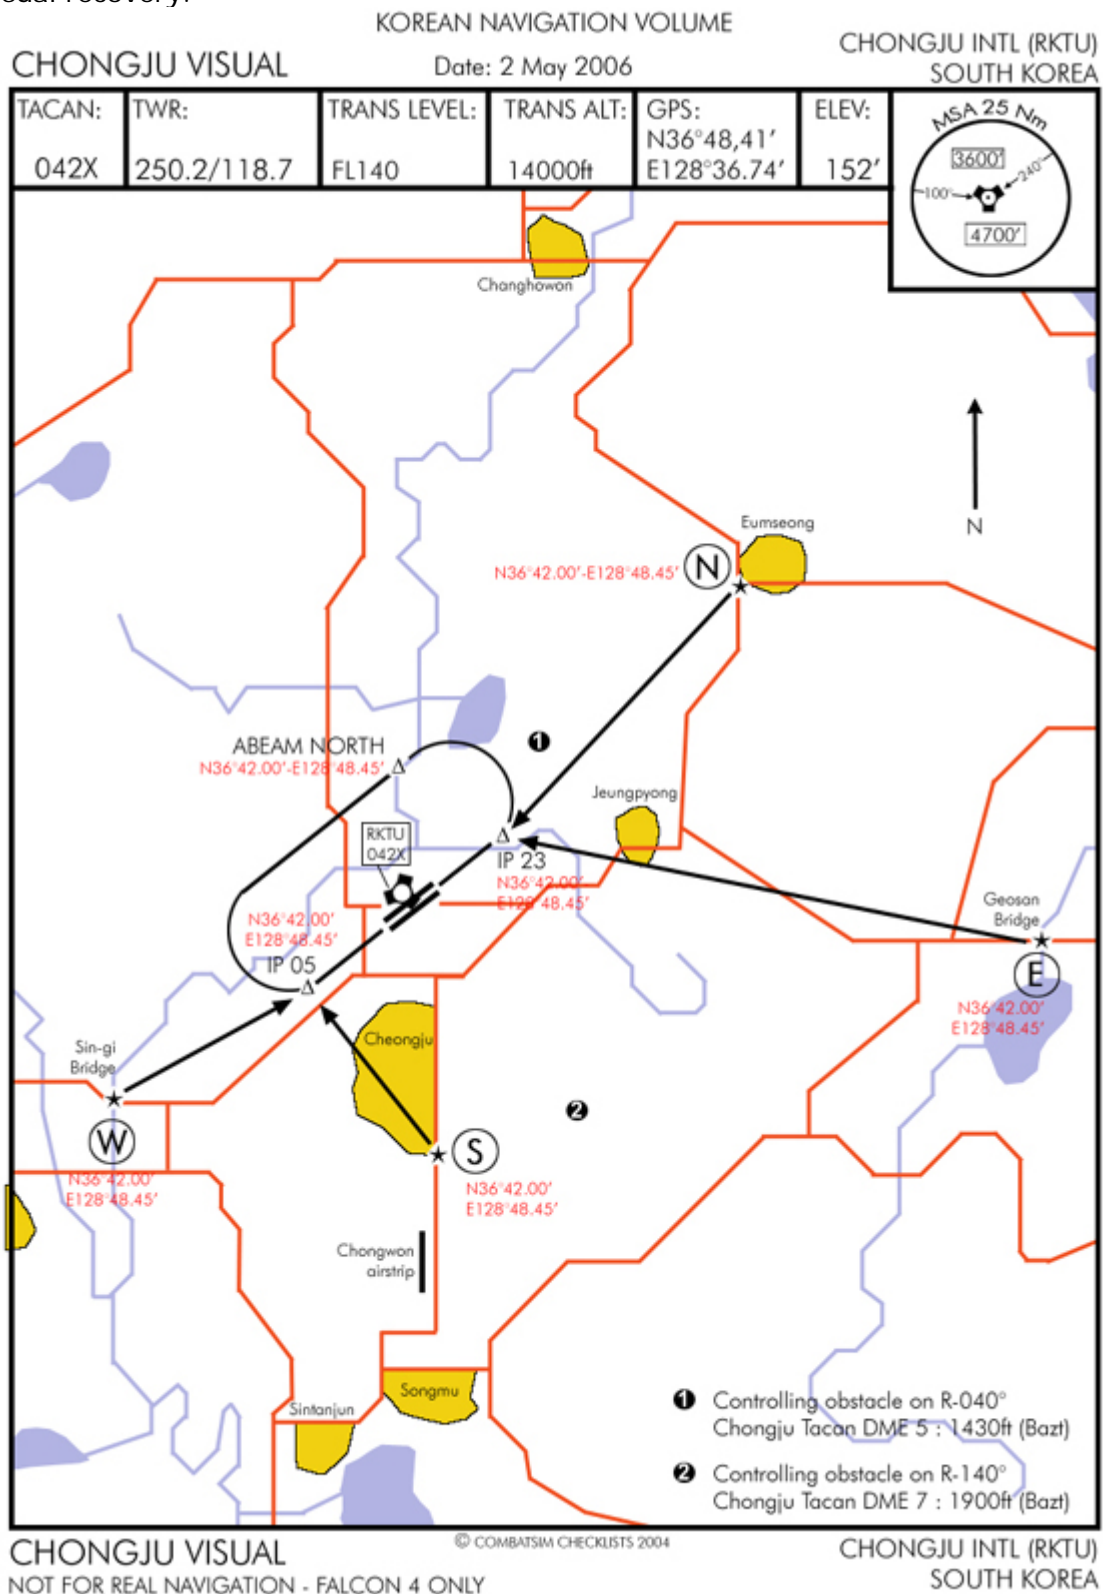 KOREAN NAVIGATION VOLUME
CHONGJU VISUAL
Date: 2 May 2006
CHONGJU INTL (RKTU)
SOUTH KOREA
TACAN:
042X
TWR:
250.2/118.7
TRANS LEVEL:
FL140
TRANS ALT:
14000ft
GPS:
N36°48,41'
E128°36.74'
ELEV:
152'
MSA 25 Nm
3600'
240°
100°
4700'
Changhowon
N
Eumseong
N
N36°42.00'-E128°48.45'
ABEAM NORTH
N36°42.00'-E128°48.45'
1
Jeungpyong
RKTU
042X
IP 23
N36°42.00'
E128°48.45'
Geosan
Bridge
N36°42.00'
E128°48.45'
IP 05
E
N36°42.00'
E128°48.45'
Cheongju
Sin-gi
Bridge
2
W
S
N36°42.00'
E128°48.45'
N36°42.00'
E128°48.45'
Chongwon
airstrip
Songmu
Sintanjun
1 Controlling obstacle on R-040°
Chongju Tacan DME 5 : 1430ft (Bazt)
2 Controlling obstacle on R-140°
Chongju Tacan DME 7 : 1900ft (Bazt)
CHONGJU VISUAL
© COMBATSIM CHECKLISTS 2004
CHONGJU INTL (RKTU)
NOT FOR REAL NAVIGATION - FALCON 4 ONLY
SOUTH KOREA